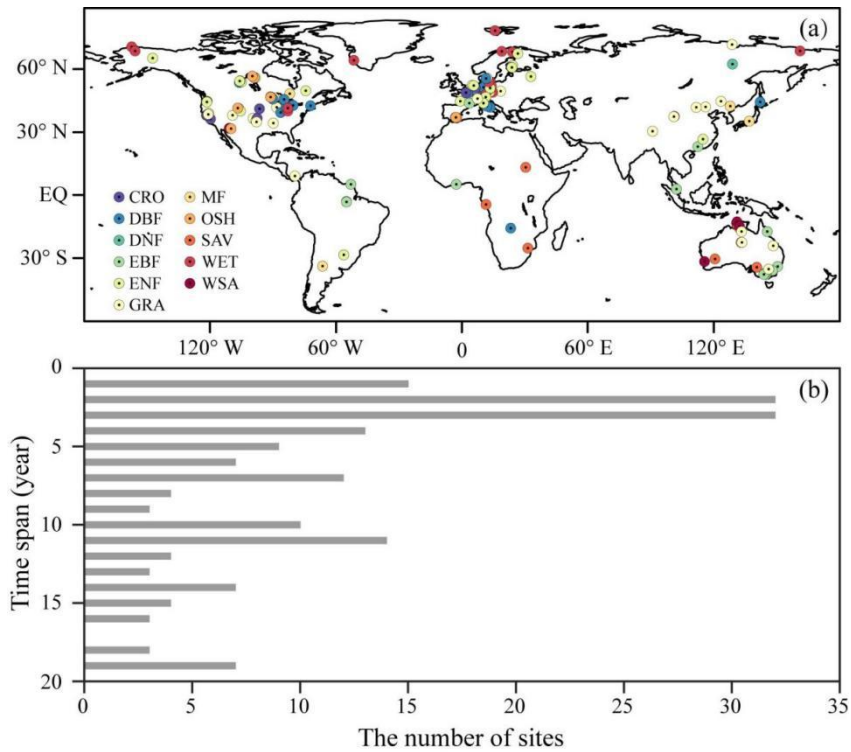 (a)
60° N
30° N
EQ
30° S
CRO MF
DBF OSH
DNF SAV
EBF WET
ENF WSA
GRA
120° W 60° W 0 60° E 120° E
(b)
0
5
10
15
20
Time span (year)
0 5 10 15 20 25 30 35
The number of sites